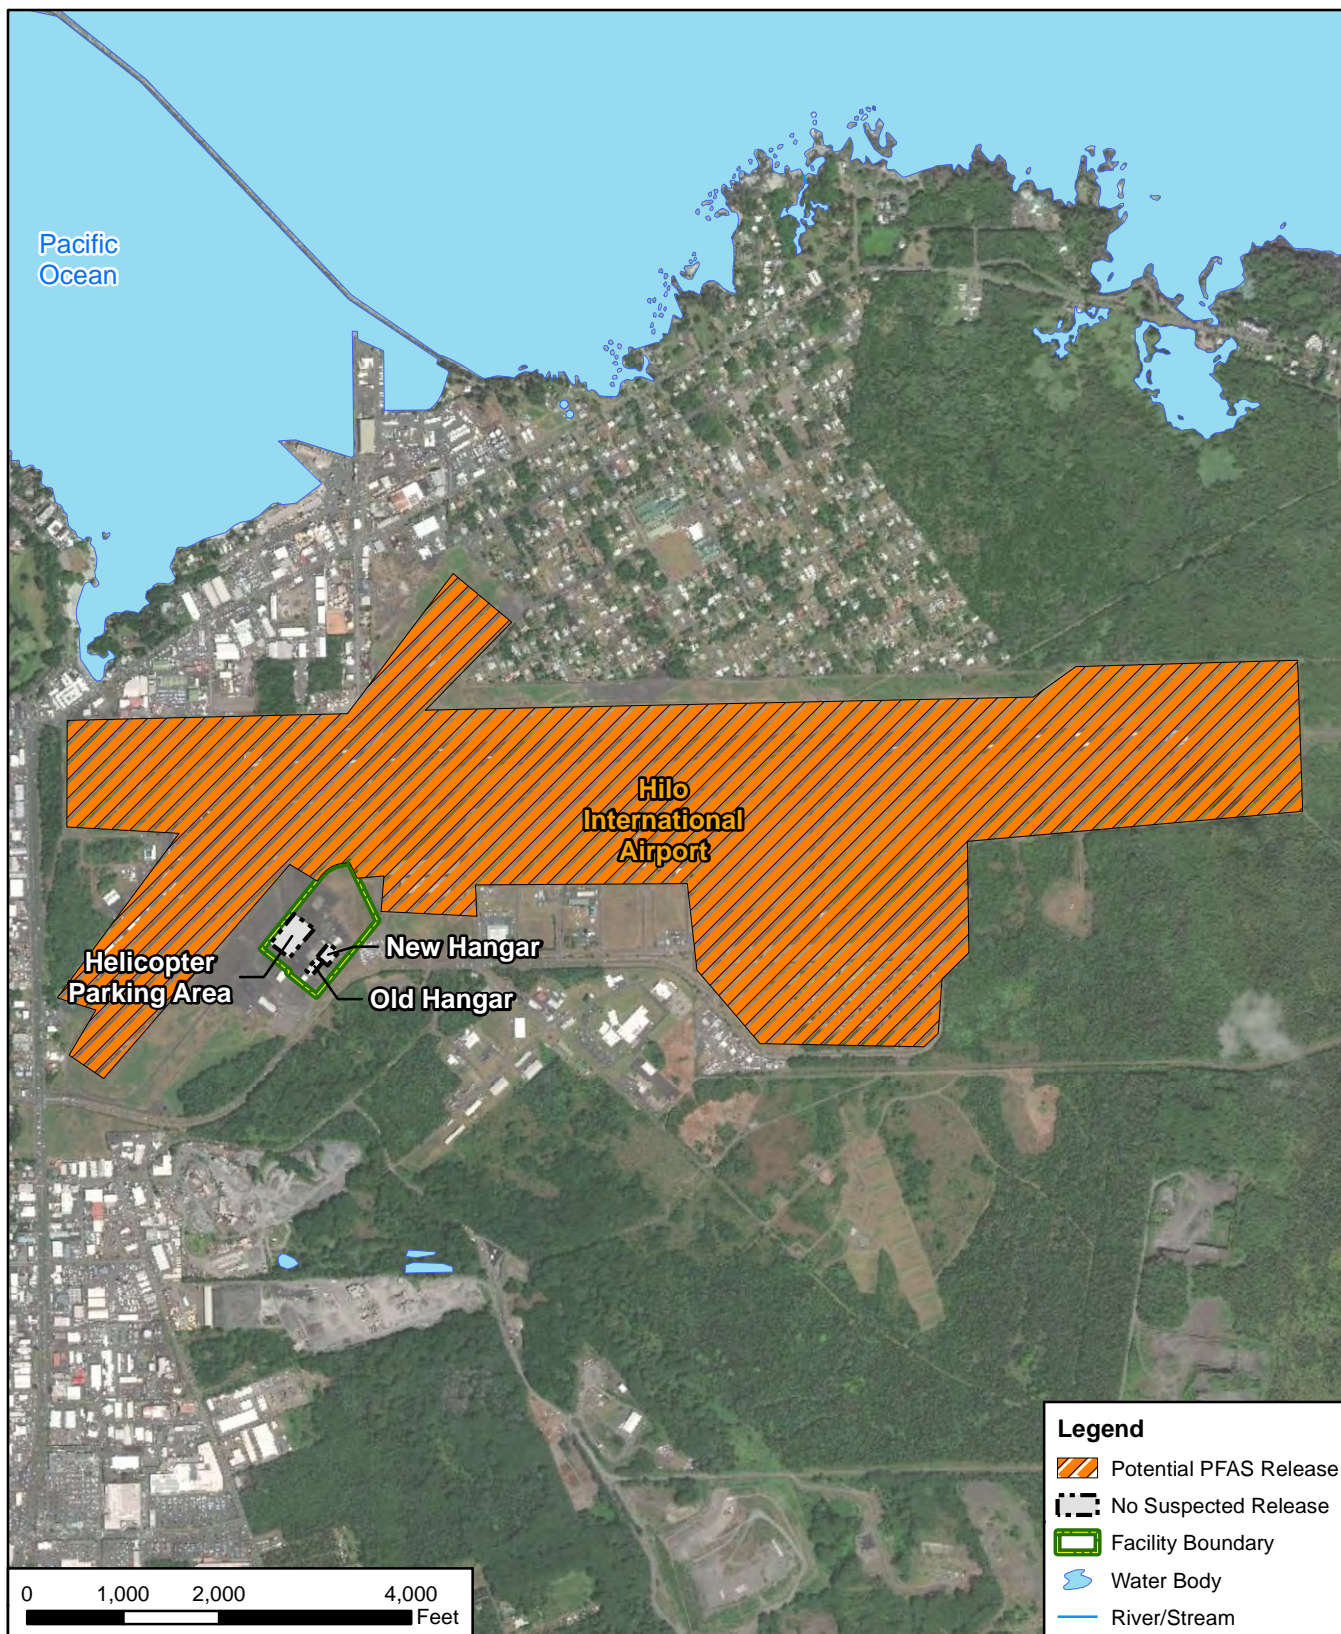 Pacific
Ocean
Hilo
International
Airport
New Hangar
Helicopter
Parking Area
Old Hangar
Legend
Potential PFAS Release
No Suspected Release
Facility Boundary
Water Body
River/Stream
0 1,000 2,000 4,000
Feet